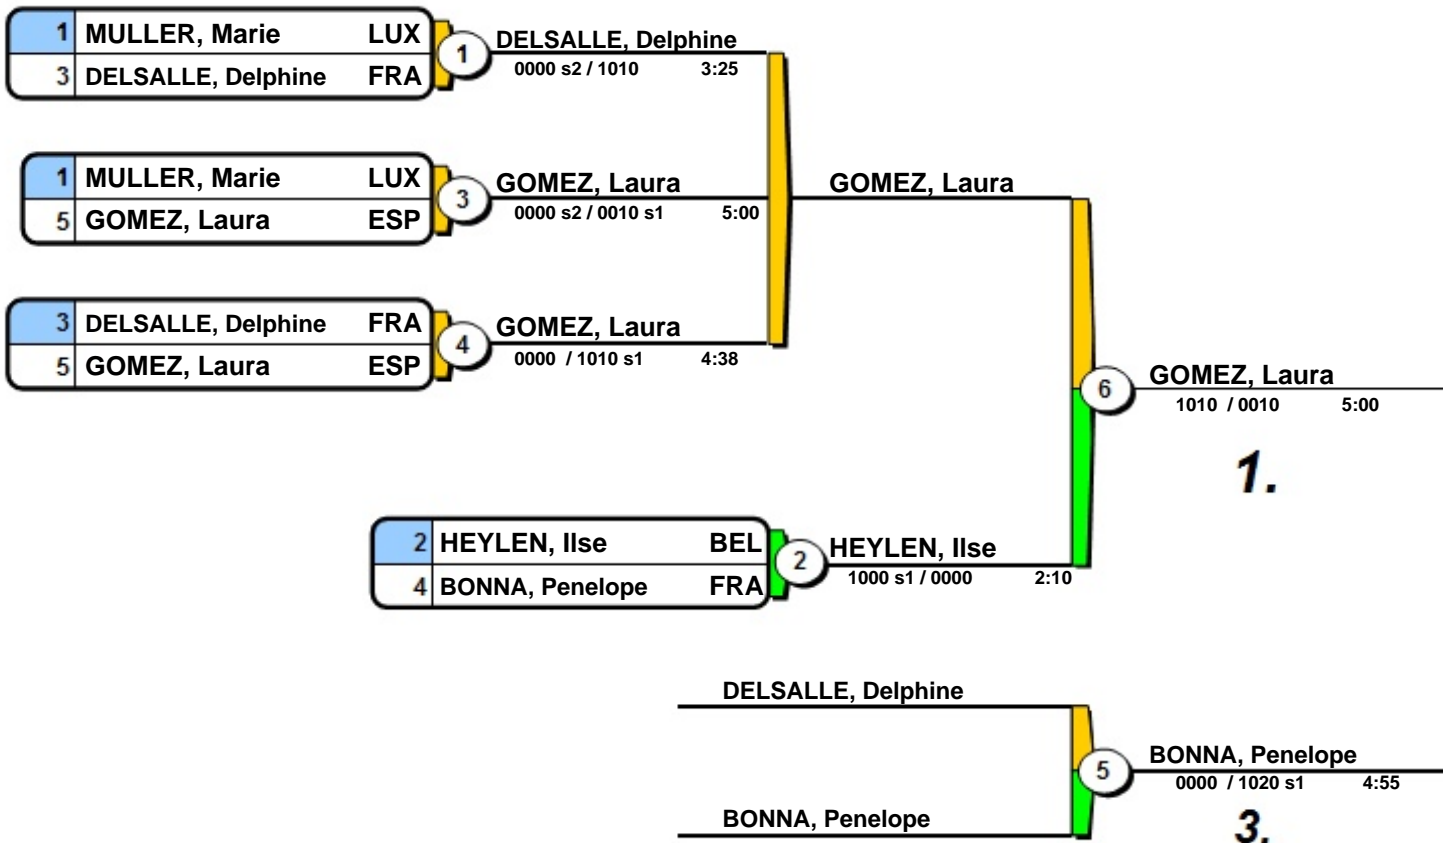 1 MULLER, Marie LUX
3 DELSALLE, Delphine FRA
1 DELSALLE, Delphine
0000 s2 / 1010 3:25
1 MULLER, Marie LUX
5 GOMEZ, Laura ESP
3 GOMEZ, Laura
0000 s2 / 0010 s1 5:00
GOMEZ, Laura
3 DELSALLE, Delphine FRA
5 GOMEZ, Laura ESP
4 GOMEZ, Laura
0000 / 1010 s1 4:38
6 GOMEZ, Laura
1010 / 0010 5:00
1.
2 HEYLEN, Ilse BEL
4 BONNA, Penelope FRA
2 HEYLEN, Ilse
1000 s1 / 0000 2:10
DELSALLE, Delphine
5 BONNA, Penelope
0000 / 1020 s1 4:55
BONNA, Penelope
3.